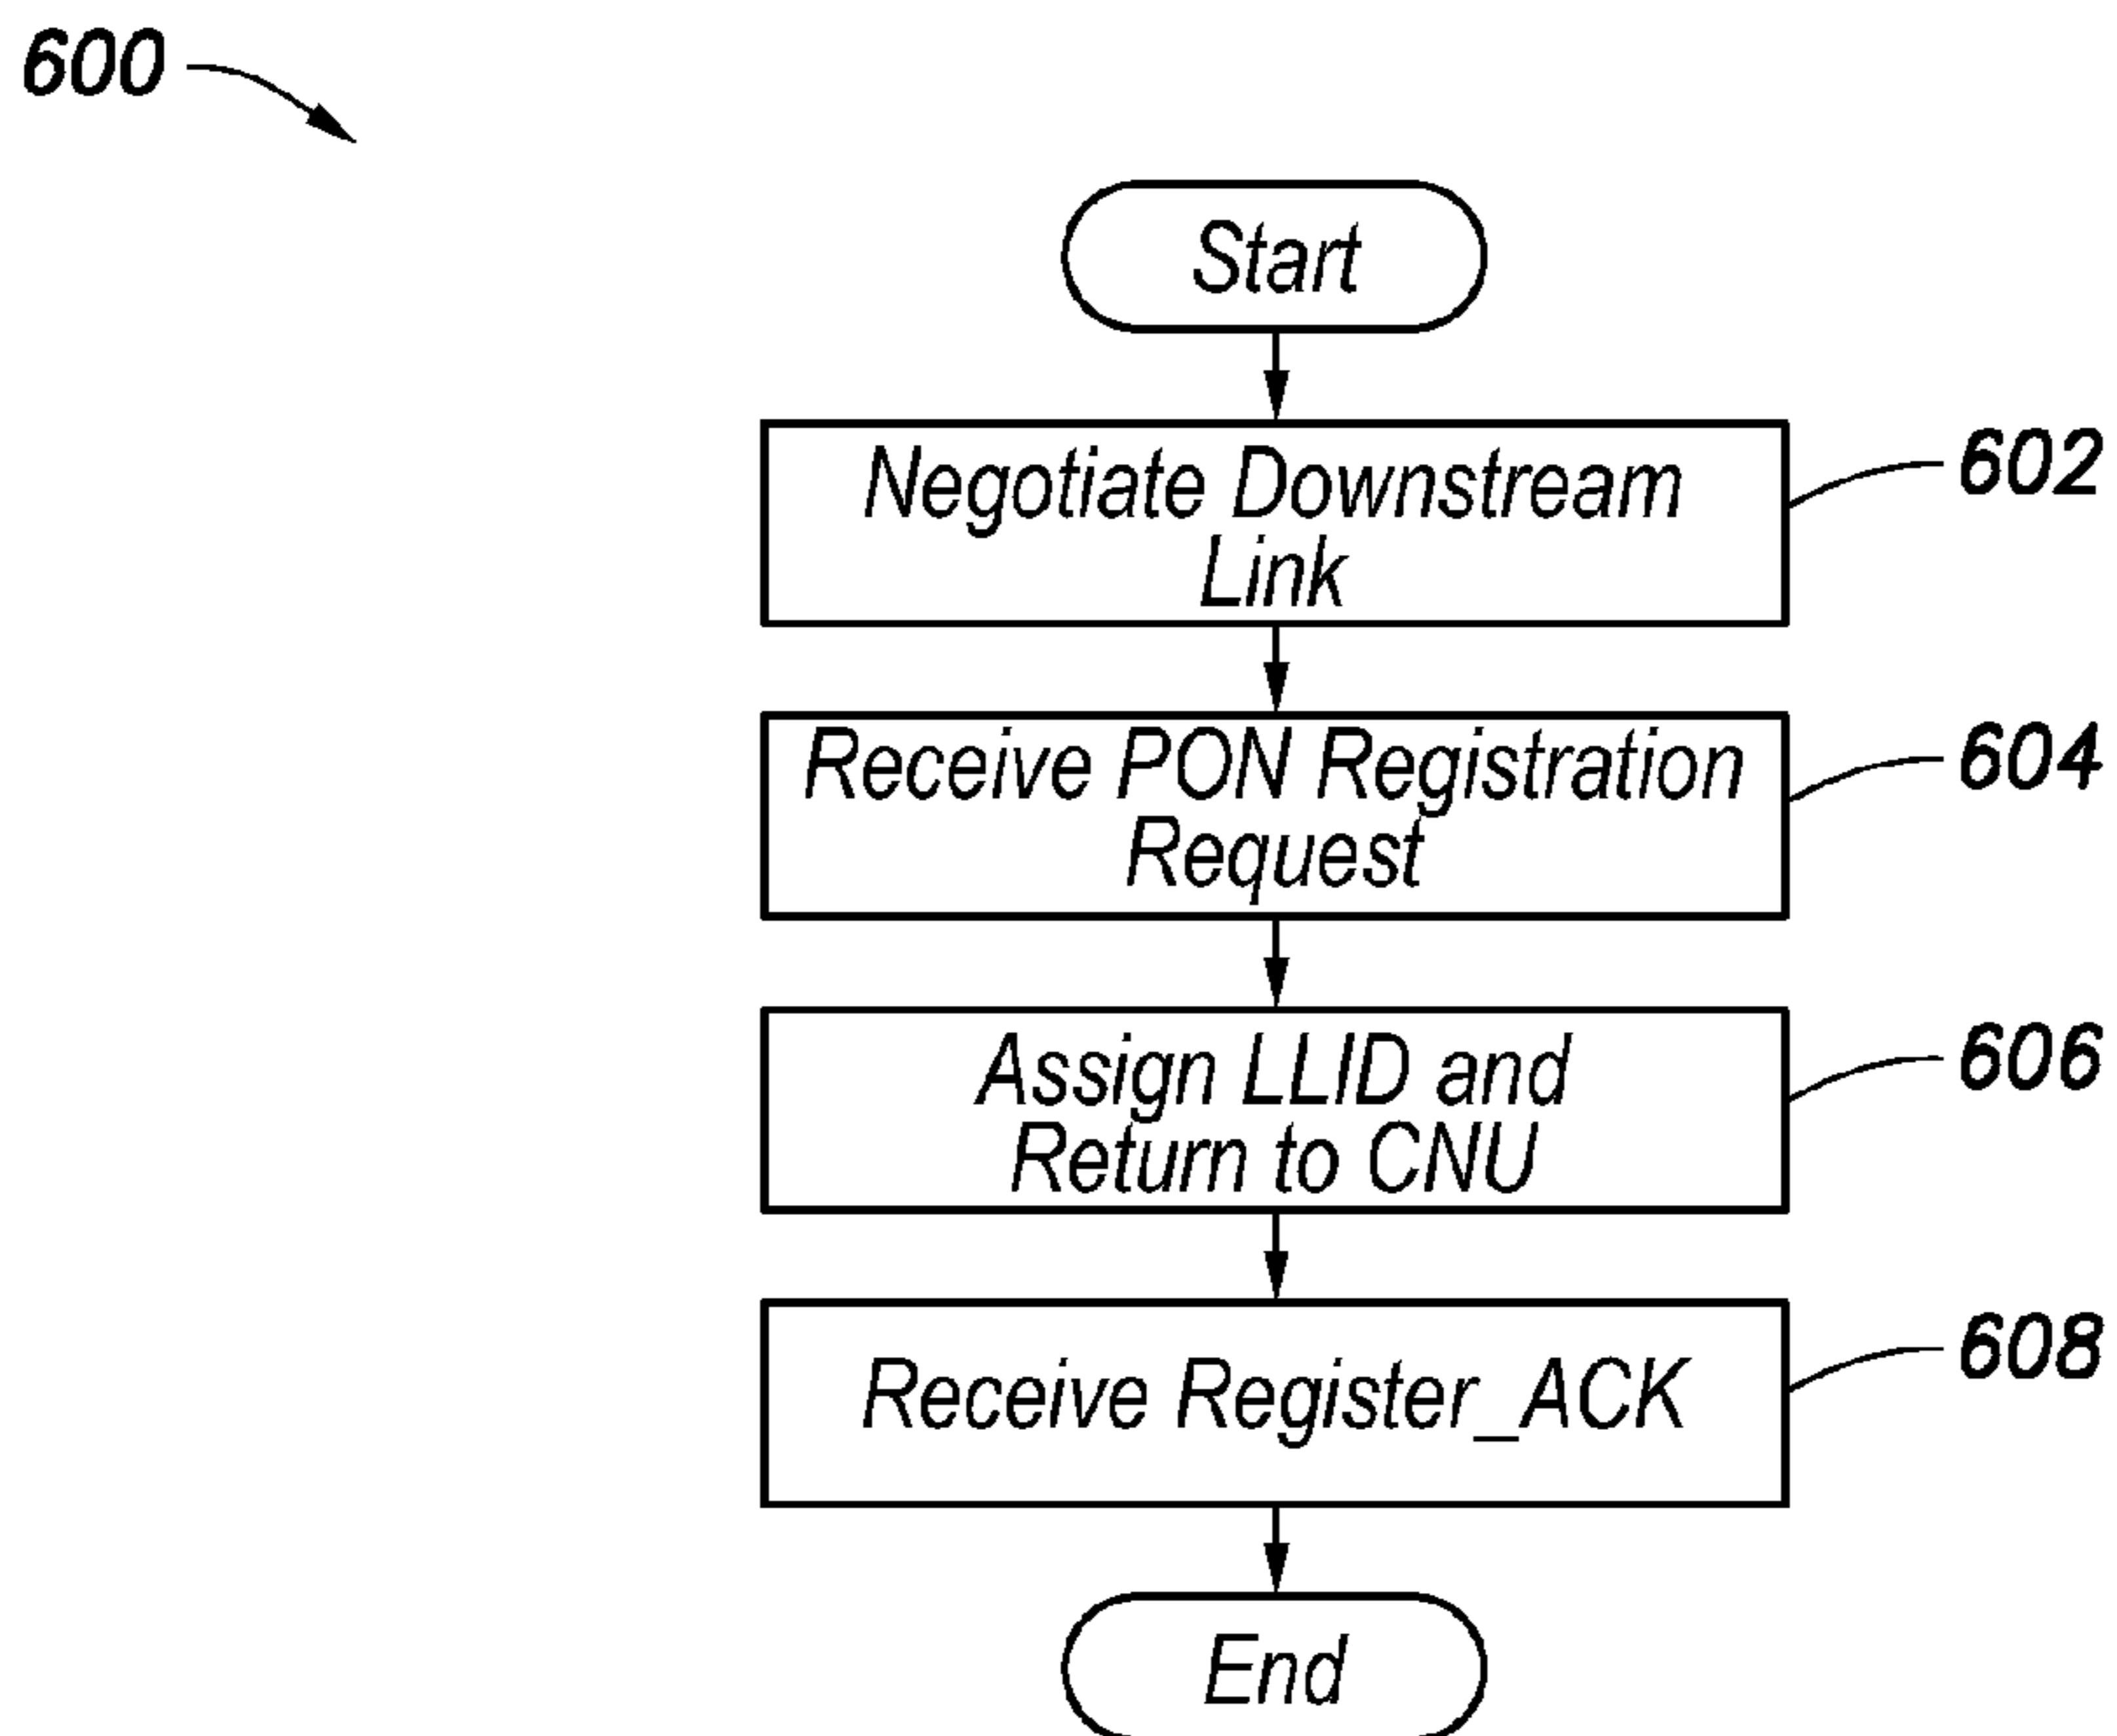 600
Start
Negotiate Downstream
Link
602
Receive PON Registration
Request
604
Assign LLID and
Return to CNU
606
Receive Register_ACK
608
End